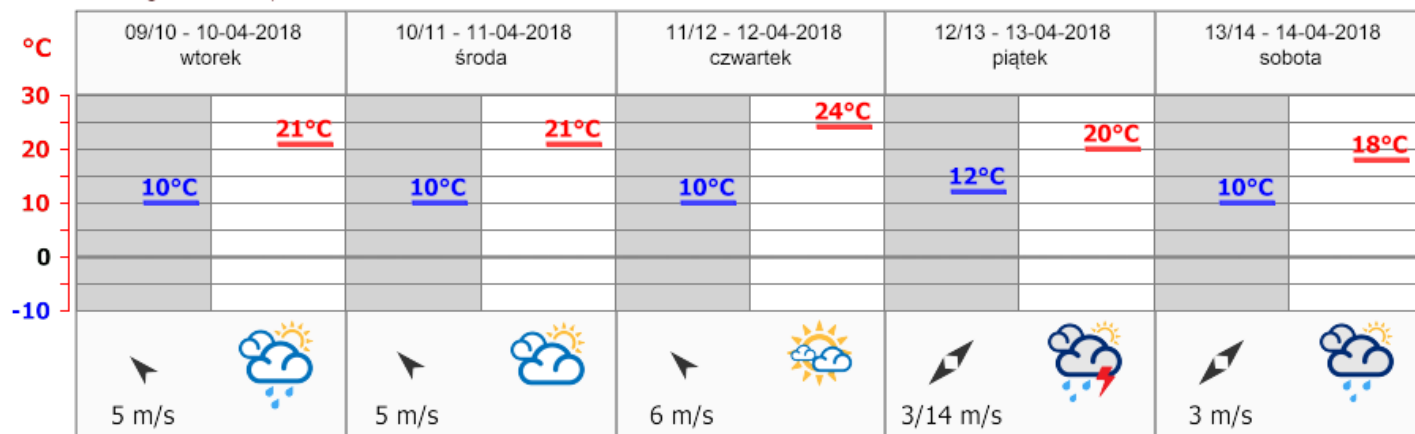 09/10 - 10-04-2018
wtorek
10/11 - 11-04-2018
środa
11/12 - 12-04-2018
czwartek
12/13 - 13-04-2018
piątek
13/14 - 14-04-2018
sobota
°C
30
20
10
0
-10
10°C
21°C
10°C
21°C
10°C
24°C
12°C
20°C
10°C
18°C
5 m/s
5 m/s
6 m/s
3/14 m/s
3 m/s